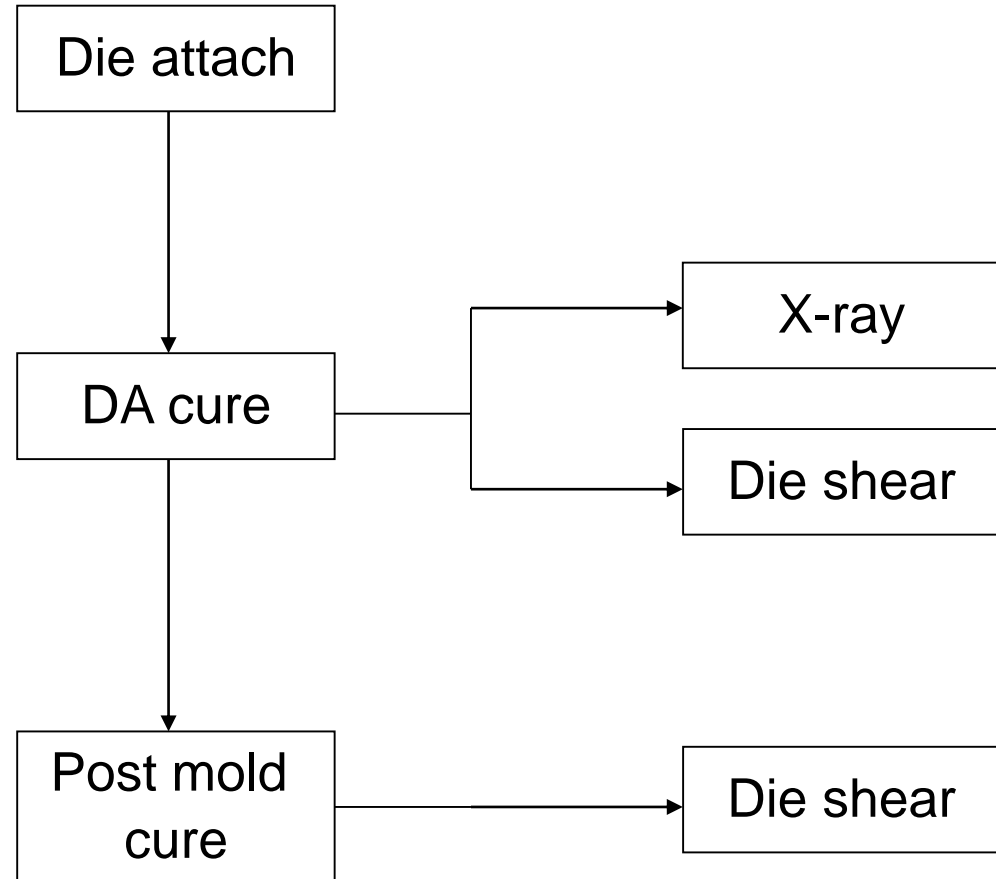 Die attach
X-ray
DA cure
Die shear
Post mold
cure
Die shear